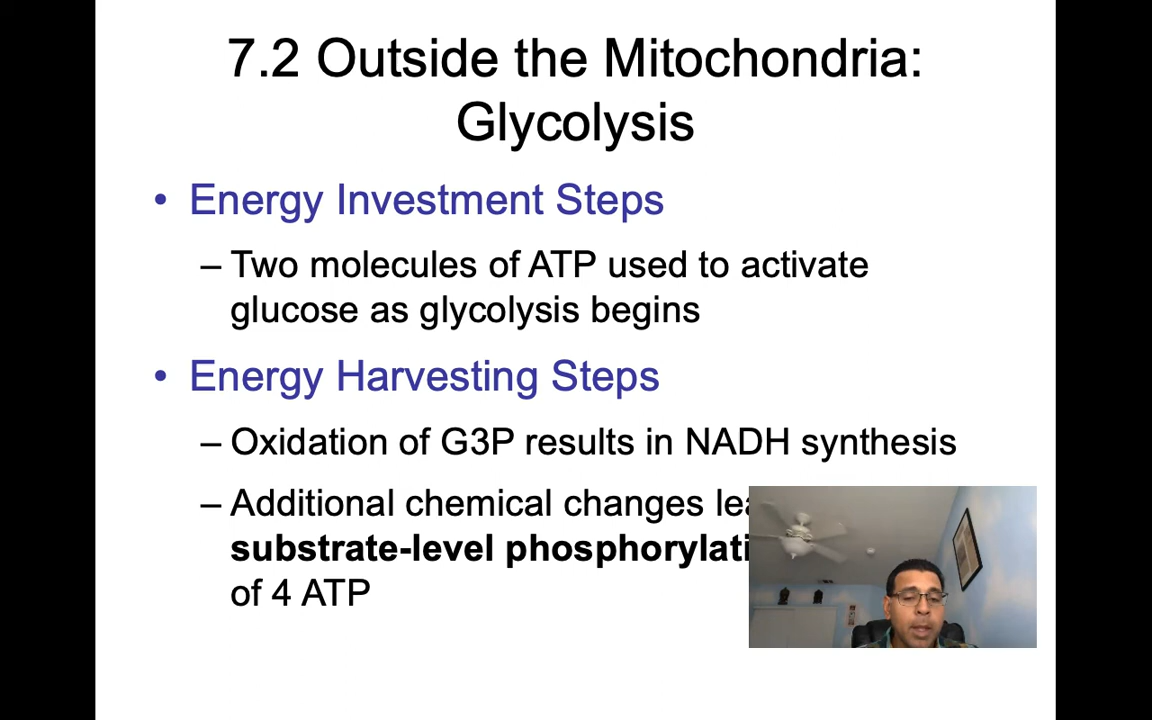 7.2 Outside the Mitochondria:
Glycolysis
• Energy Investment Steps
– Two molecules of ATP used to activate
glucose as glycolysis begins
• Energy Harvesting Steps
– Oxidation of G3P results in NADH synthesis
– Additional chemical changes
of 4 ATP
substrate-level